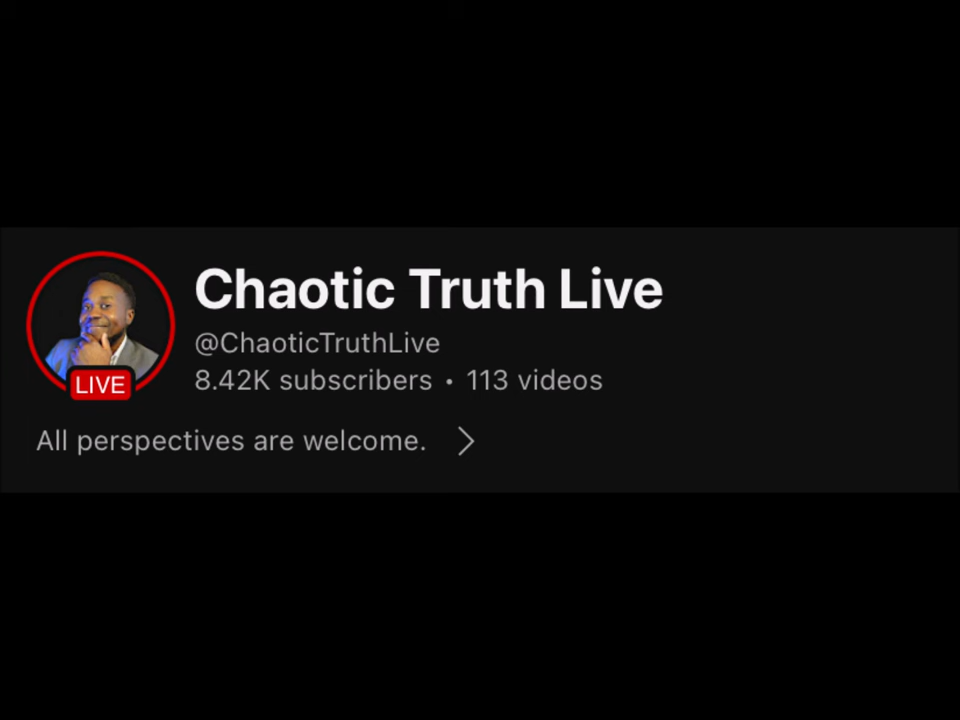 Chaotic Truth Live
@ChaoticTruthLive
8.42K subscribers • 113 videos
LIVE
All perspectives are welcome.